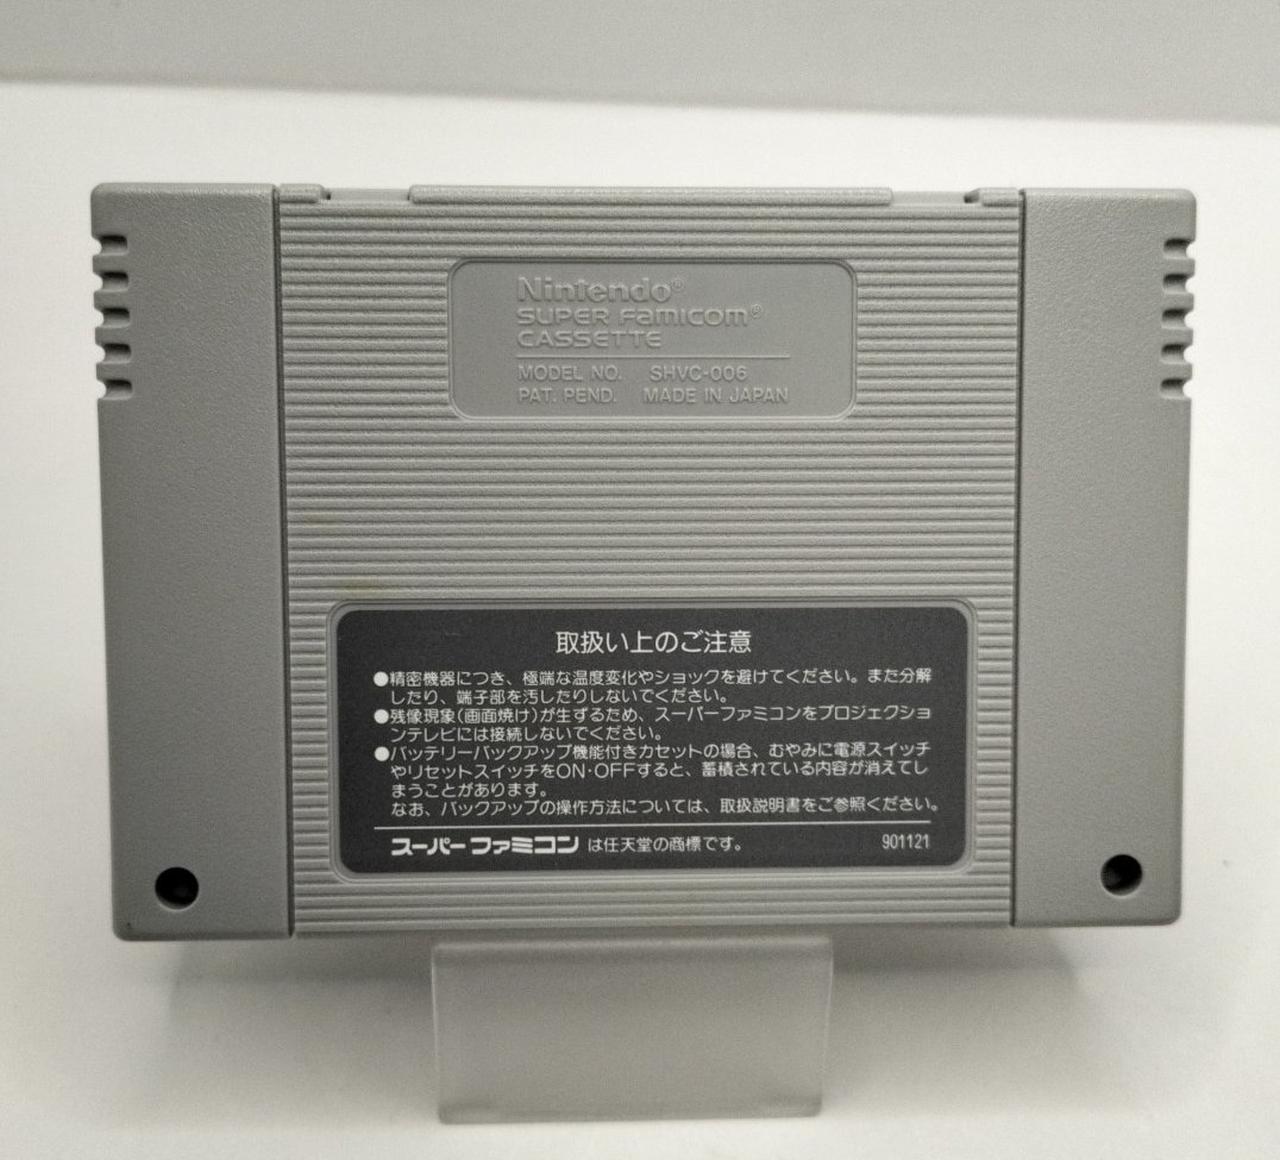 Nintendo®
SUPER FAMICOM®
CASSETTE
MODEL NO. SHVC-006
PAT. PEND. MADE IN JAPAN
取扱い上のご注意
●精密機器につき、極端な温度変化やショックを避けてください。また分解
したり、端子部を汚したりしないでください。
●残像現象(画面焼け)が生ずるため、スーパーファミコンをプロジェクショ
ンテレビには接続しないでください。
●バッテリーバックアップ機能付きカセットの場合、むやみに電源スイッチ
やリセットスイッチをON·OFFすると、蓄積されている内容が消えてし
まうことがあります。
なお、バックアップの操作方法については、取扱説明書をご参照ください。
スーパーファミコン は任天堂の商標です。 901121